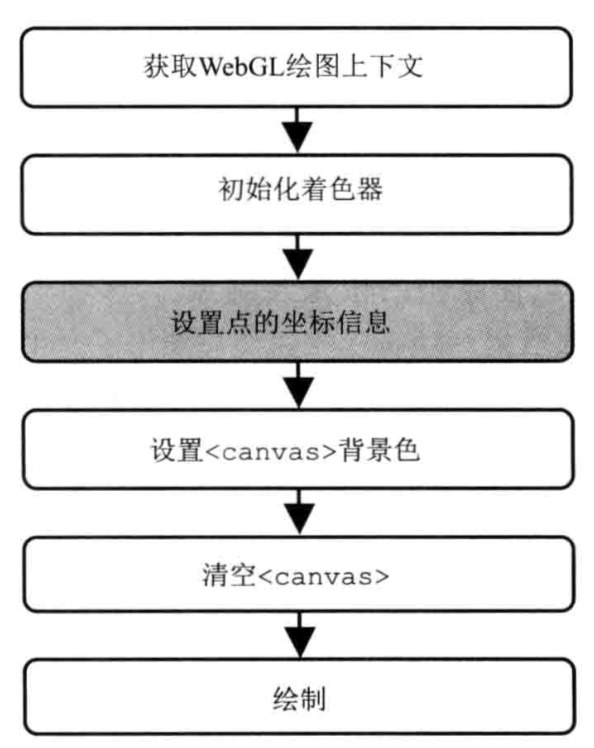 获取WebGL绘图上下文
初始化着色器
设置点的坐标信息
设置<canvas>背景色
清空<canvas>
绘制